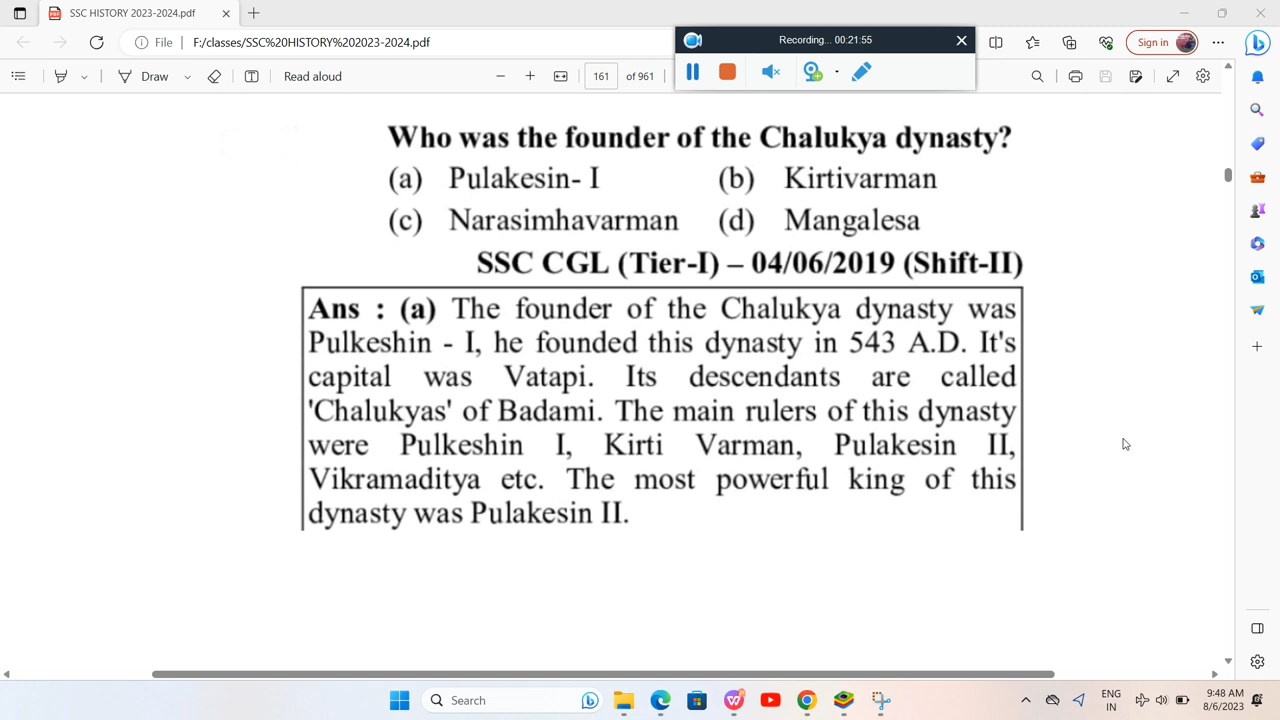 SSC HISTORY 2023-2024.pdf
File F:/classes/SSC%20HISTORY%202023-2024.pdf
Recording... 00:21:55
Sign in
Draw
Read aloud
161 of 961
Who was the founder of the Chalukya dynasty?
(a) Pulakesin- I (b) Kirtivarman
(c) Narasimhavarman (d) Mangalesa
SSC CGL (Tier-I) – 04/06/2019 (Shift-II)
Ans : (a) The founder of the Chalukya dynasty was
Pulkeshin - I, he founded this dynasty in 543 A.D. It's
capital was Vatapi. Its descendants are called
'Chalukyas' of Badami. The main rulers of this dynasty
were Pulkeshin I, Kirti Varman, Pulakesin II,
Vikramaditya etc. The most powerful king of this
dynasty was Pulakesin II.
Search
ENG
IN
9:48 AM
8/6/2023